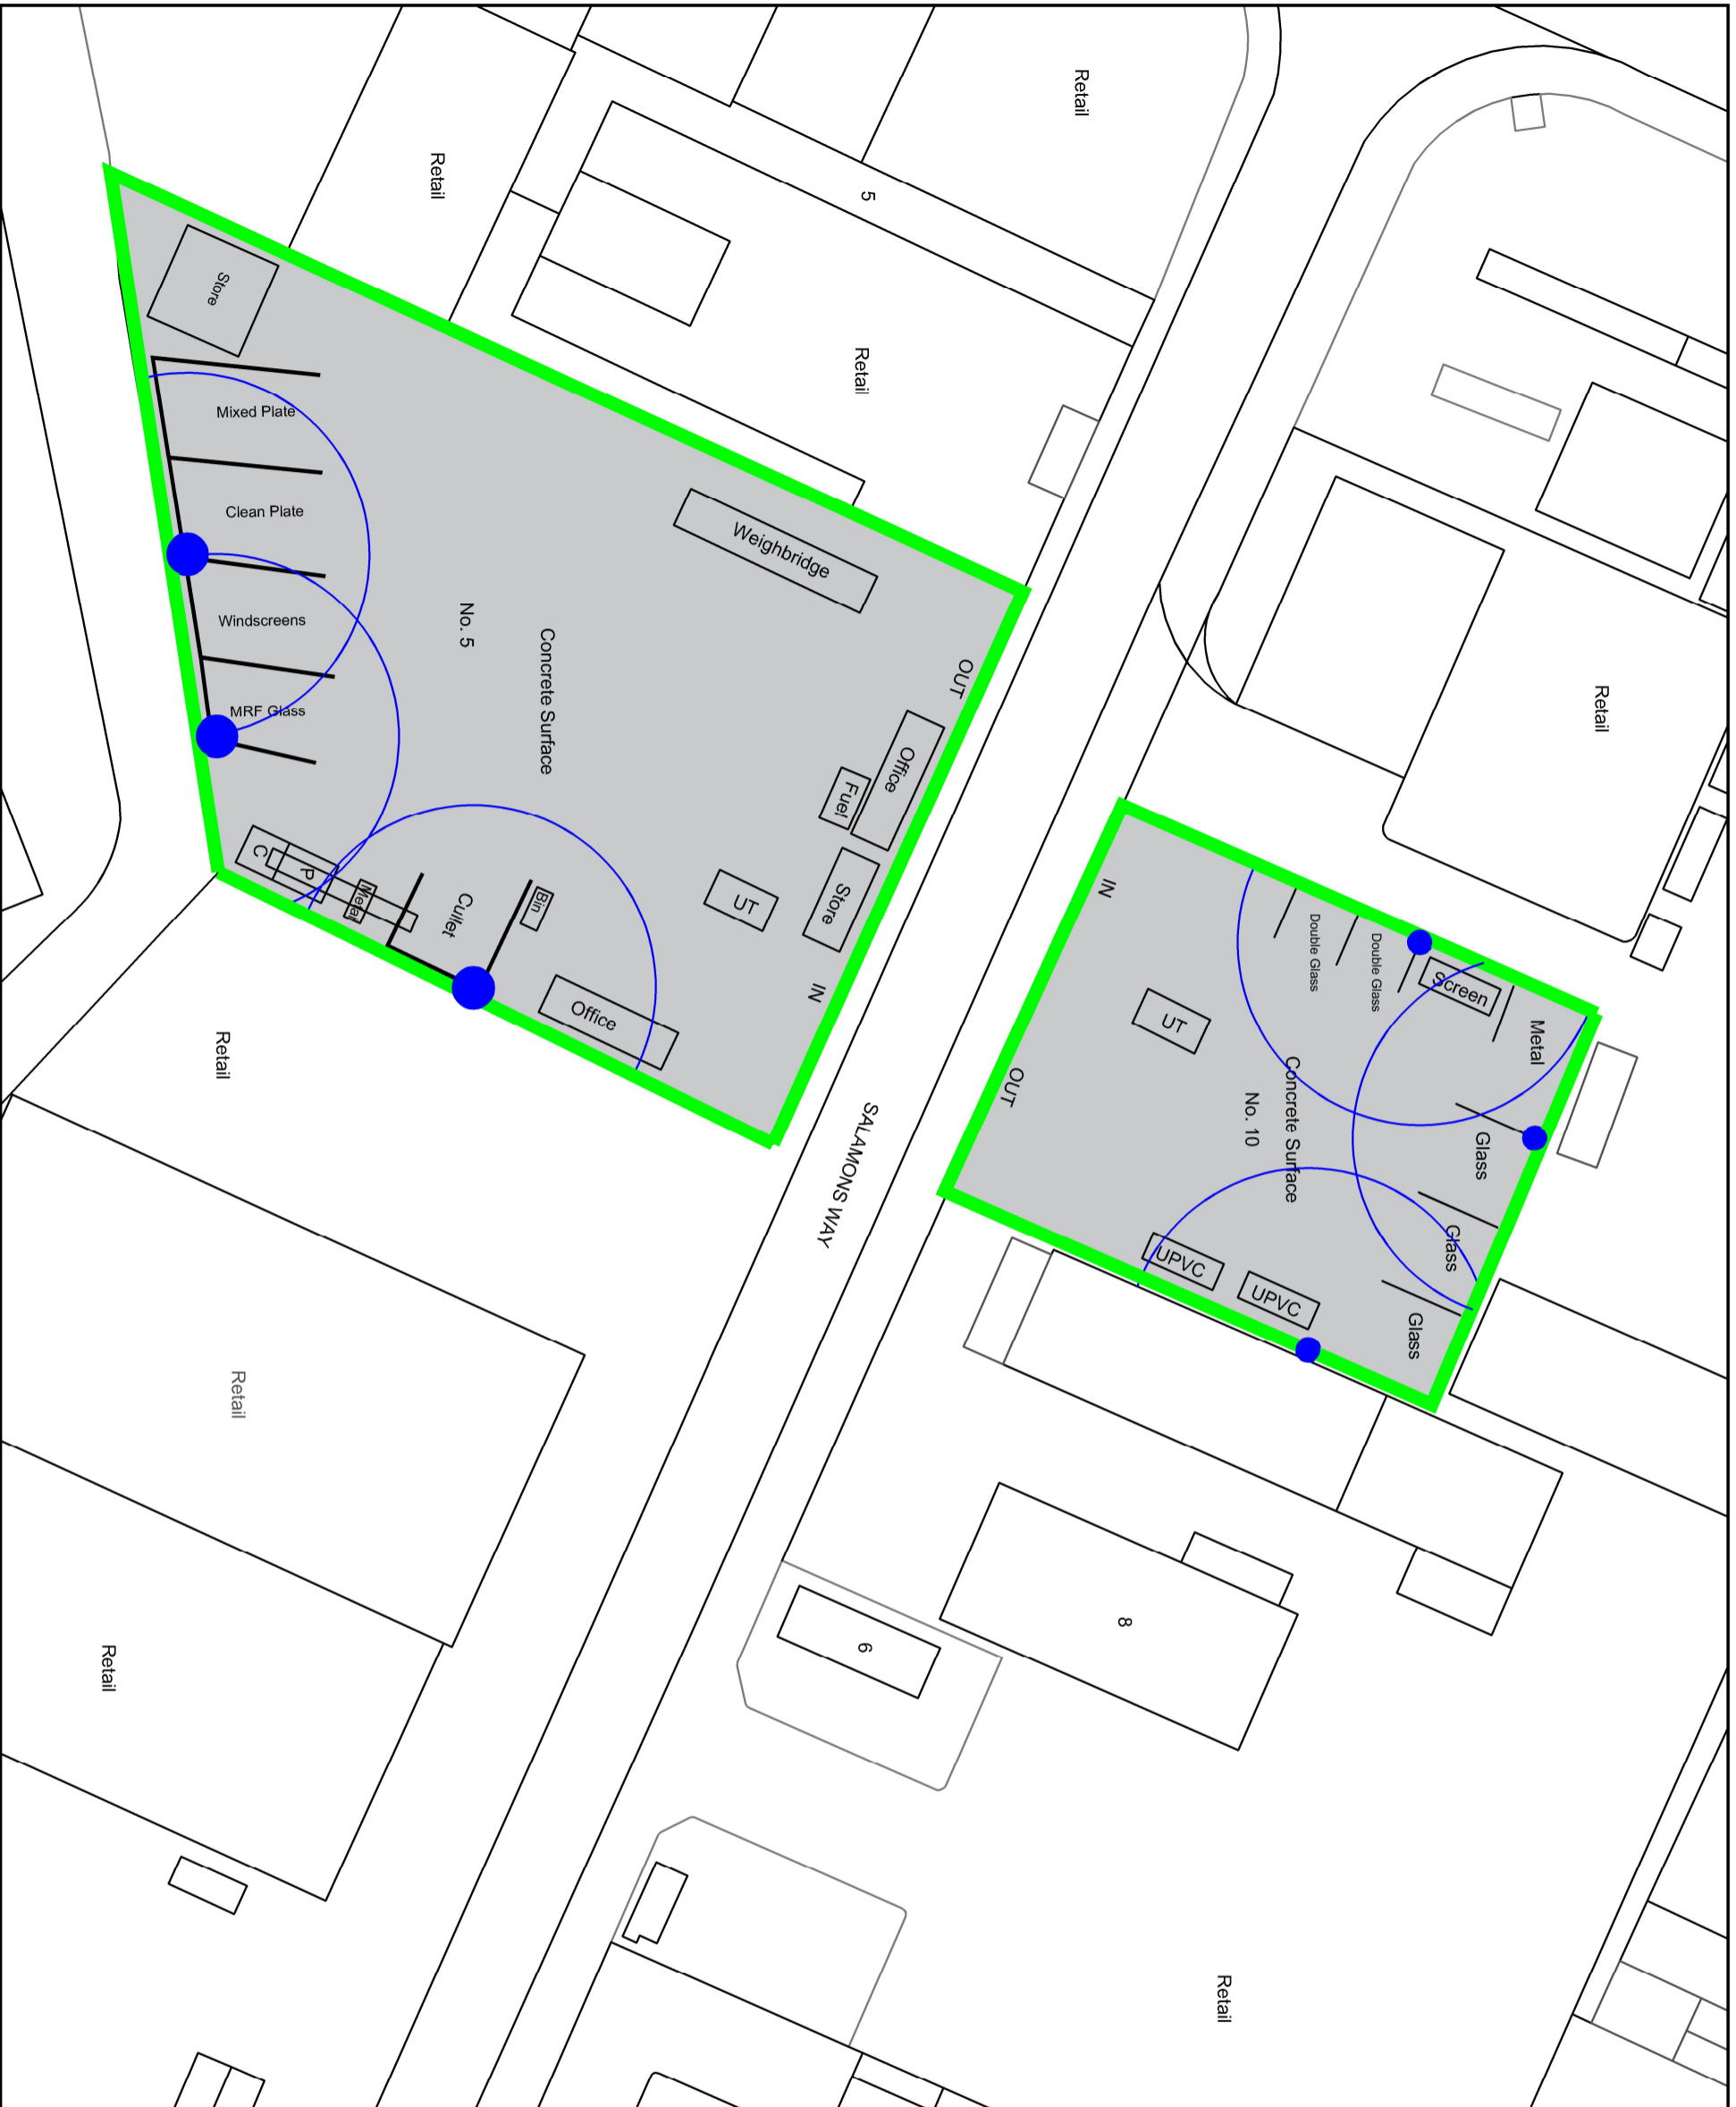 Retail
Retail
5
Retail
Store
Mixed Plate
Clean Plate
Windscreens
MRF Glass
No. 5
Concrete Surface
Weighbridge
OUT
Office
Fuel
Store
UT
IN
C
P
Metal
Cullet
Bin
Office
Retail
IN
Double Glass
Double Glass
Screen
Metal
UT
Concrete Surface
No. 10
Glass
Glass
Glass
OUT
UPVC
UPVC
Retail
SALAMONS WAY
Retail
Retail
8
6
Retail